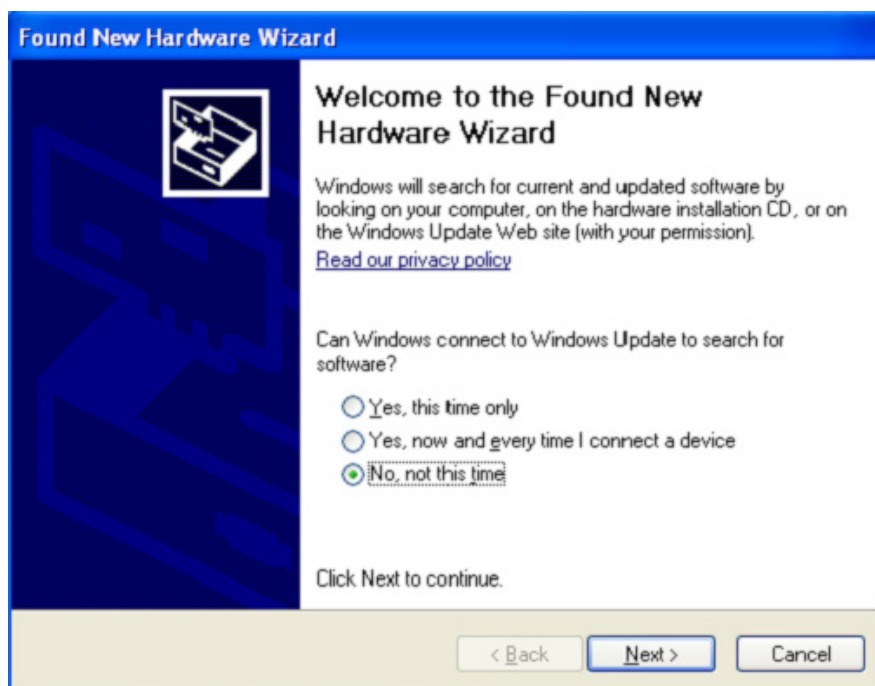 Found New Hardware Wizard
Welcome to the Found New
Hardware Wizard
Windows will search for current and updated software by
looking on your computer, on the hardware installation CD, or on
the Windows Update Web site (with your permission).
Read our privacy policy
Can Windows connect to Windows Update to search for
software?
Yes, this time only
Yes, now and every time I connect a device
No, not this time
Click Next to continue.
< Back Next > Cancel